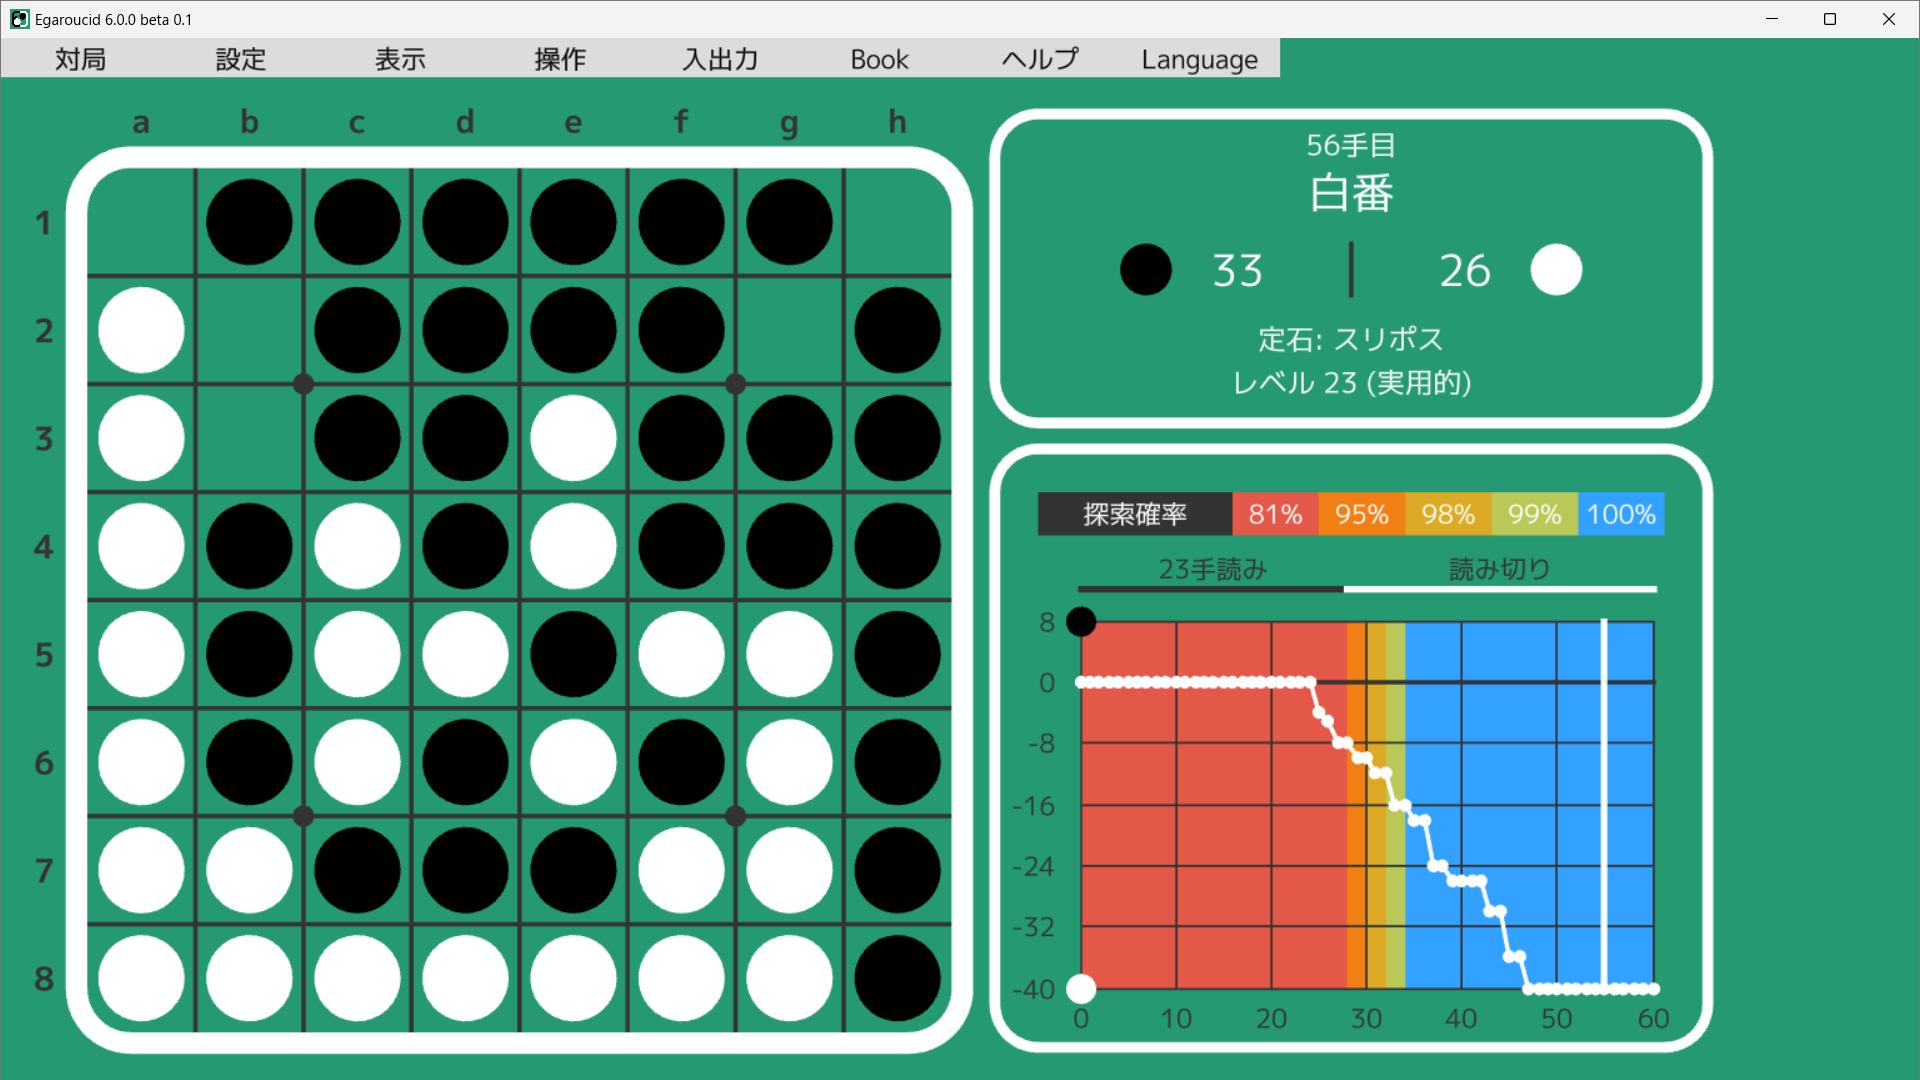 Egaroucid 6.0.0 beta 0.1
対局 設定 表示 操作 入出力 Book ヘルプ Language
a b c d e f g h
1
2
3
4
5
6
7
8
56手目
白番
33 26
定石: スリポス
レベル 23 (実用的)
探索確率 81% 95% 98% 99% 100%
23手読み 読み切り
8
0
-8
-16
-24
-32
-40
0 10 20 30 40 50 60